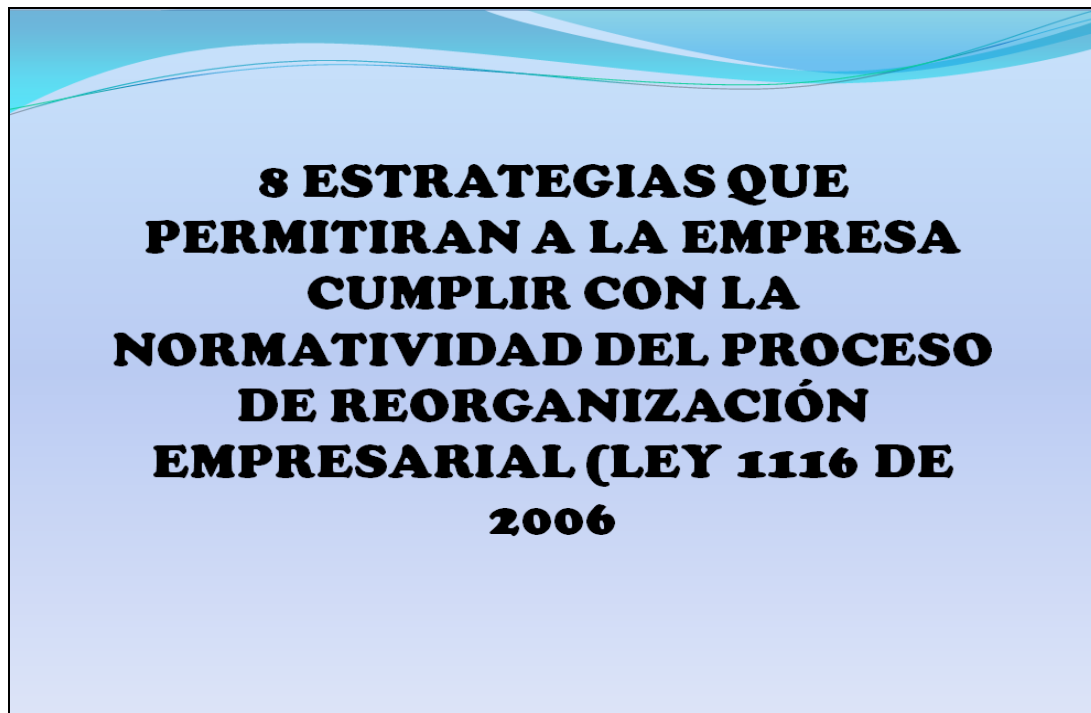 8 ESTRATEGIAS QUE
PERMITIRAN A LA EMPRESA
CUMPLIR CON LA
NORMATIVIDAD DEL PROCESO
DE REORGANIZACIÓN
EMPRESARIAL (LEY 1116 DE
2006